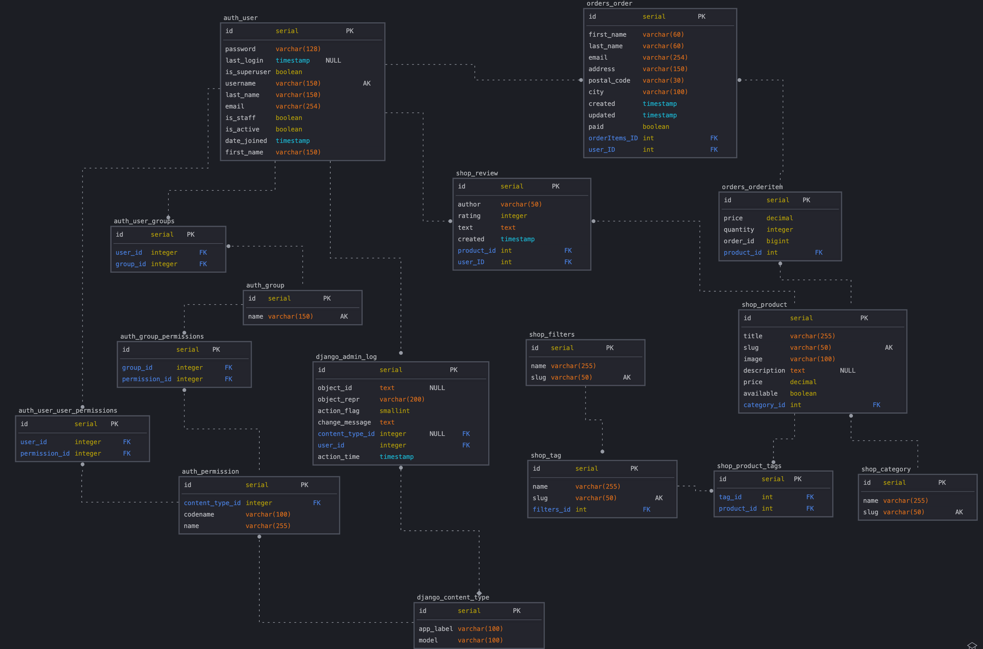 auth_user
id serial PK
password varchar(128)
last_login timestamp NULL
is_superuser boolean
username varchar(150) AK
last_name varchar(150)
email varchar(254)
is_staff boolean
is_active boolean
date_joined timestamp
first_name varchar(150)
orders_order
id serial PK
first_name varchar(60)
last_name varchar(60)
email varchar(254)
address varchar(150)
postal_code varchar(30)
city varchar(100)
created timestamp
updated timestamp
paid boolean
orderItems_ID int FK
user_ID int FK
shop_review
id serial PK
author varchar(50)
rating integer
text text
created timestamp
product_id int FK
user_ID int FK
orders_orderitem
id serial PK
price decimal
quantity integer
order_id bigint
product_id int FK
auth_user_groups
id serial PK
user_id integer FK
group_id integer FK
auth_group
id serial PK
name varchar(150) AK
auth_group_permissions
id serial PK
group_id integer FK
permission_id integer FK
django_admin_log
id serial PK
object_id text NULL
object_repr varchar(200)
action_flag smallint
change_message text
content_type_id integer NULL FK
user_id integer FK
action_time timestamp
shop_filters
id serial PK
name varchar(255)
slug varchar(50) AK
shop_product
id serial PK
title varchar(255)
slug varchar(50) AK
image varchar(100)
description text NULL
price decimal
available boolean
category_id int FK
auth_user_user_permissions
id serial PK
user_id integer FK
permission_id integer FK
auth_permission
id serial PK
content_type_id integer FK
codename varchar(100)
name varchar(255)
shop_tag
id serial PK
name varchar(255)
slug varchar(50) AK
filters_id int FK
shop_product_tags
id serial PK
tag_id int FK
product_id int FK
shop_category
id serial PK
name varchar(255)
slug varchar(50) AK
django_content_type
id serial PK
app_label varchar(100)
model varchar(100)